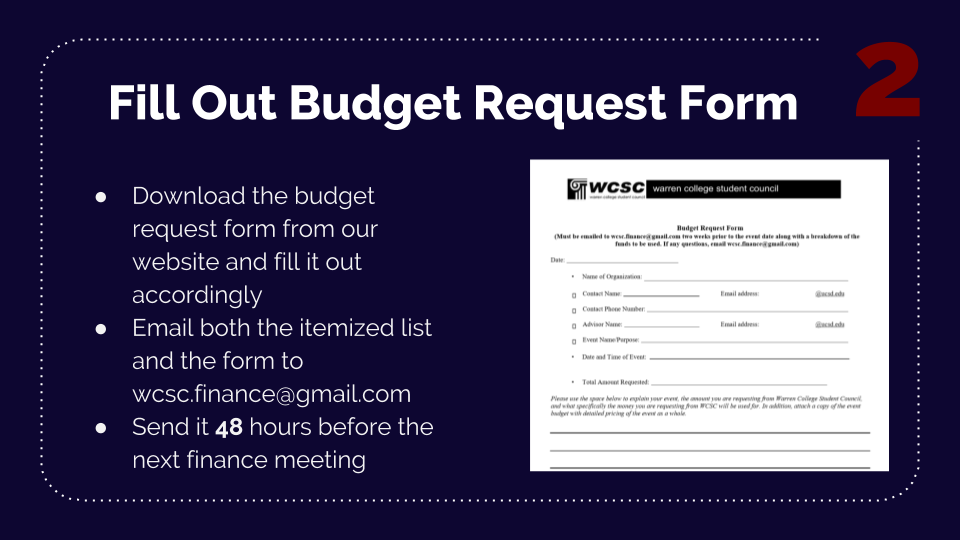 2
Fill Out Budget Request Form
● Download the budget
request form from our
website and fill it out
accordingly
● Email both the itemized list
and the form to
wcsc.finance@gmail.com
● Send it 48 hours before the
next finance meeting
WCSC warren college student council
warren college student council
Budget Request Form
(Must be emailed to wcsc.finance@gmail.com two weeks prior to the event date along with a breakdown of the
funds to be used. If any questions, email wcsc.finance@gmail.com)
Date:
• Name of Organization:
Contact Name: Email address: @ucsd.edu
Contact Phone Number:
Advisor Name: Email address: @ucsd.edu
Event Name/Purpose:
• Date and Time of Event:
• Total Amount Requested:
Please use the space below to explain your event, the amount you are requesting from Warren College Student Council,
and what specifically the money you are requesting from WCSC will be used for. In addition, attach a copy of the event
budget with detailed pricing of the event as a whole.